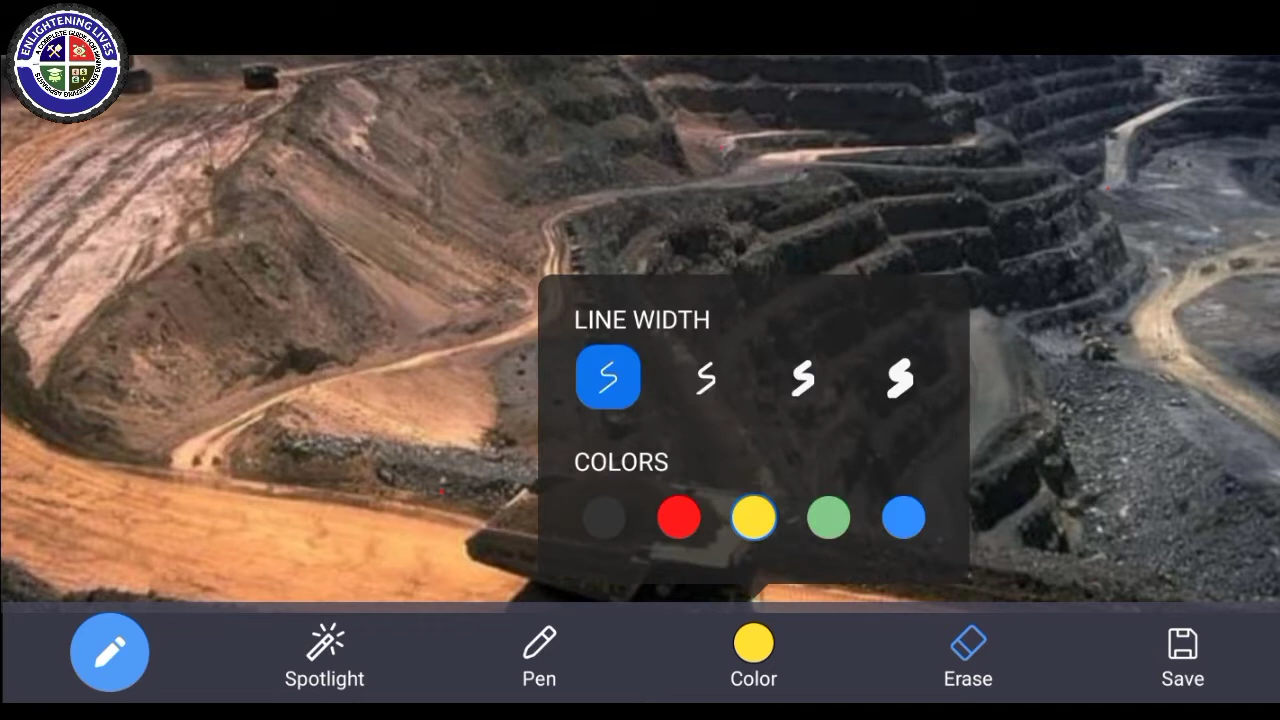 ENLIGHTENING LIVES
LINE WIDTH
COLORS
Spotlight
Pen
Color
Erase
Save